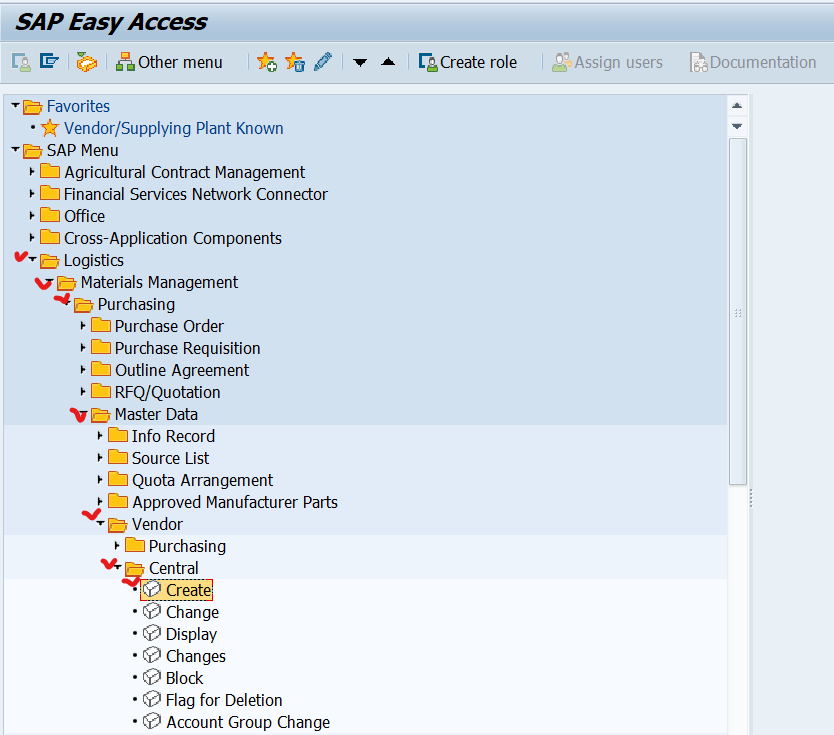 SAP Easy Access
Other menu Create role Assign users Documentation
Favorites
Vendor/Supplying Plant Known
SAP Menu
Agricultural Contract Management
Financial Services Network Connector
Office
Cross-Application Components
Logistics
Materials Management
Purchasing
Purchase Order
Purchase Requisition
Outline Agreement
RFQ/Quotation
Master Data
Info Record
Source List
Quota Arrangement
Approved Manufacturer Parts
Vendor
Purchasing
Central
Create
Change
Display
Changes
Block
Flag for Deletion
Account Group Change